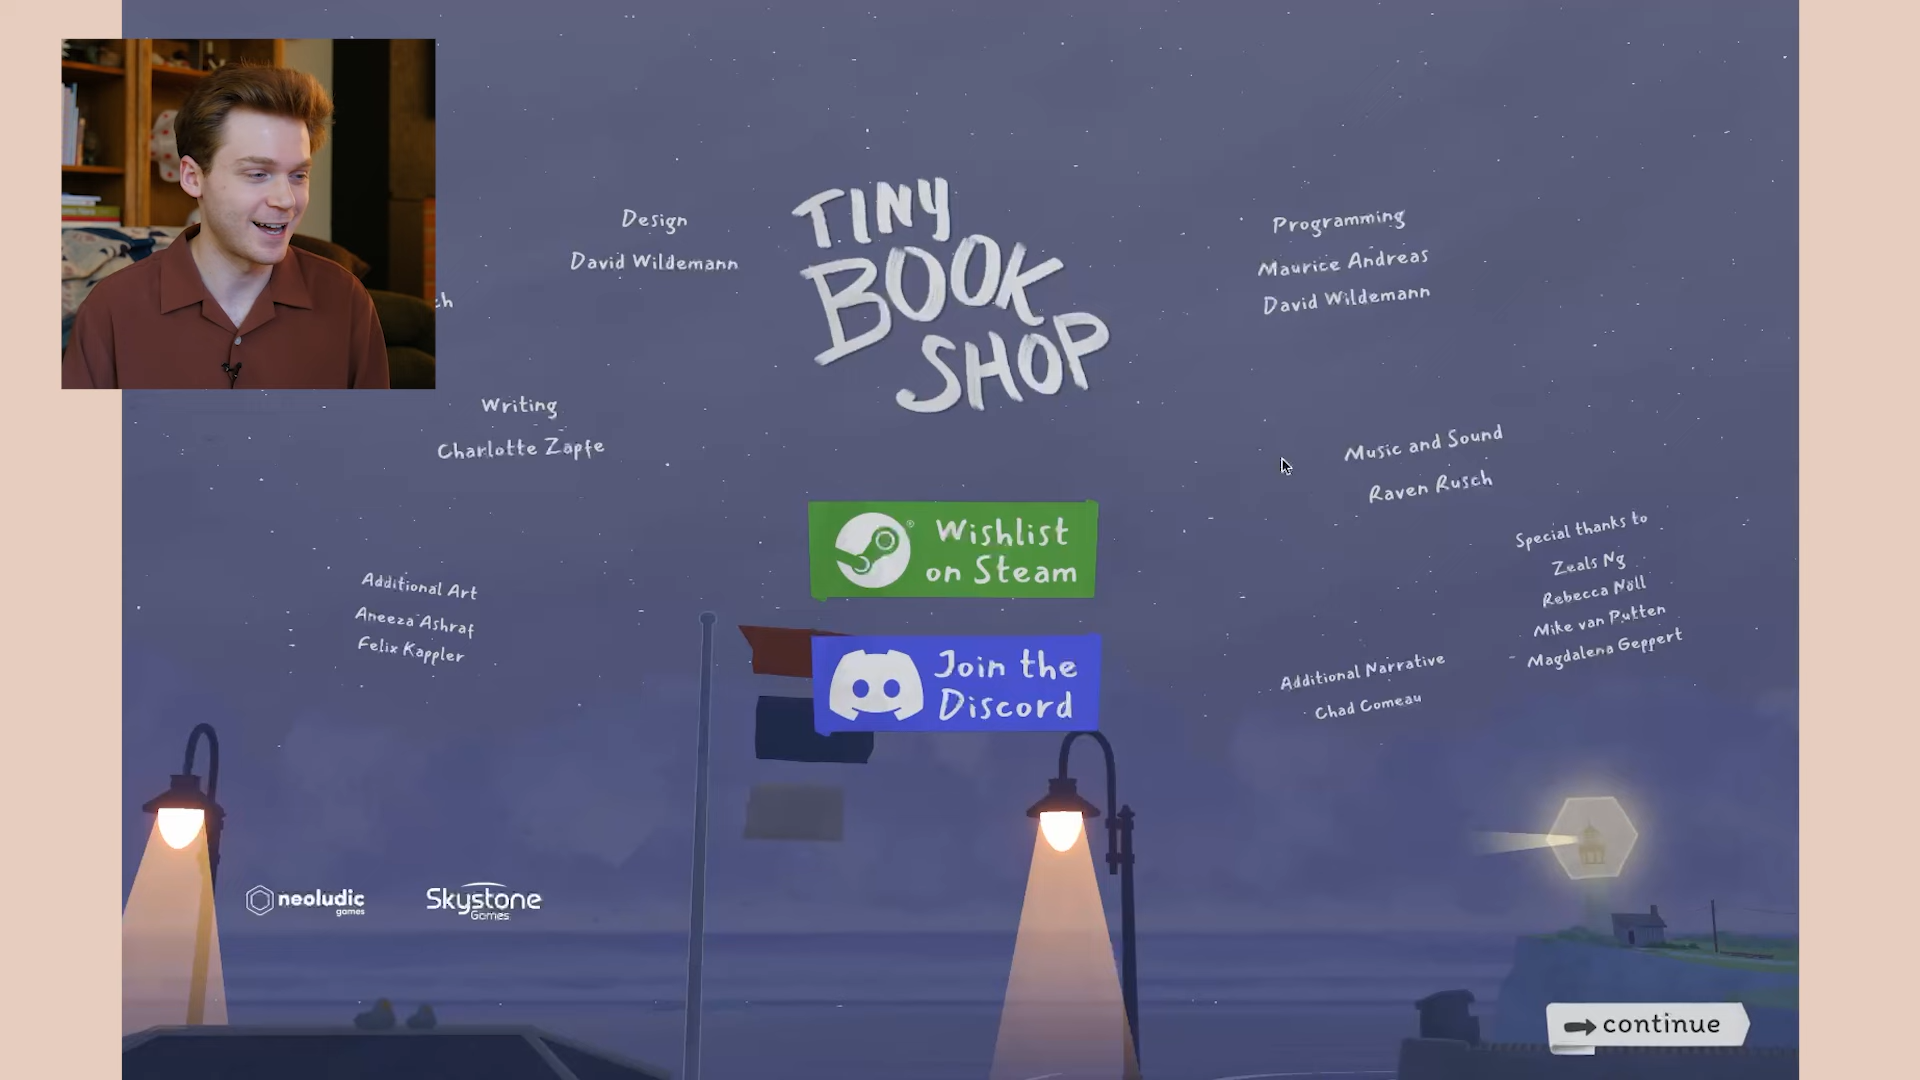 TINY
BOOK
SHOP
Design
David Wildemann
Programming
Maurice Andreas
David Wildemann
Writing
Charlotte Zapfe
Music and Sound
Raven Rusch
Wishlist
on Steam
Special thanks to
Zeals Ng
Rebecca Nöll
Mike van Putten
Magdalena Geppert
Additional Art
Aneeza Ashraf
Felix Kappler
Join the
Discord
Additional Narrative
Chad Comeau
neoludic
games
Skystone
Games
continue